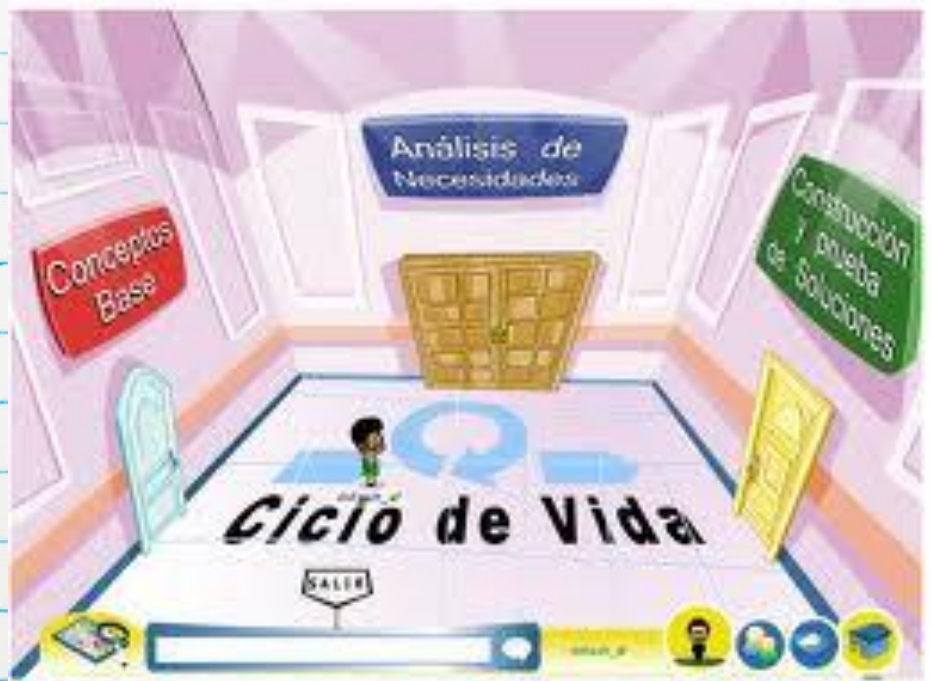 Análisis de
Necesidades
Conceptos
Base
Construcción
y prueba
de Soluciones
Ciclo de Vida
SALIR